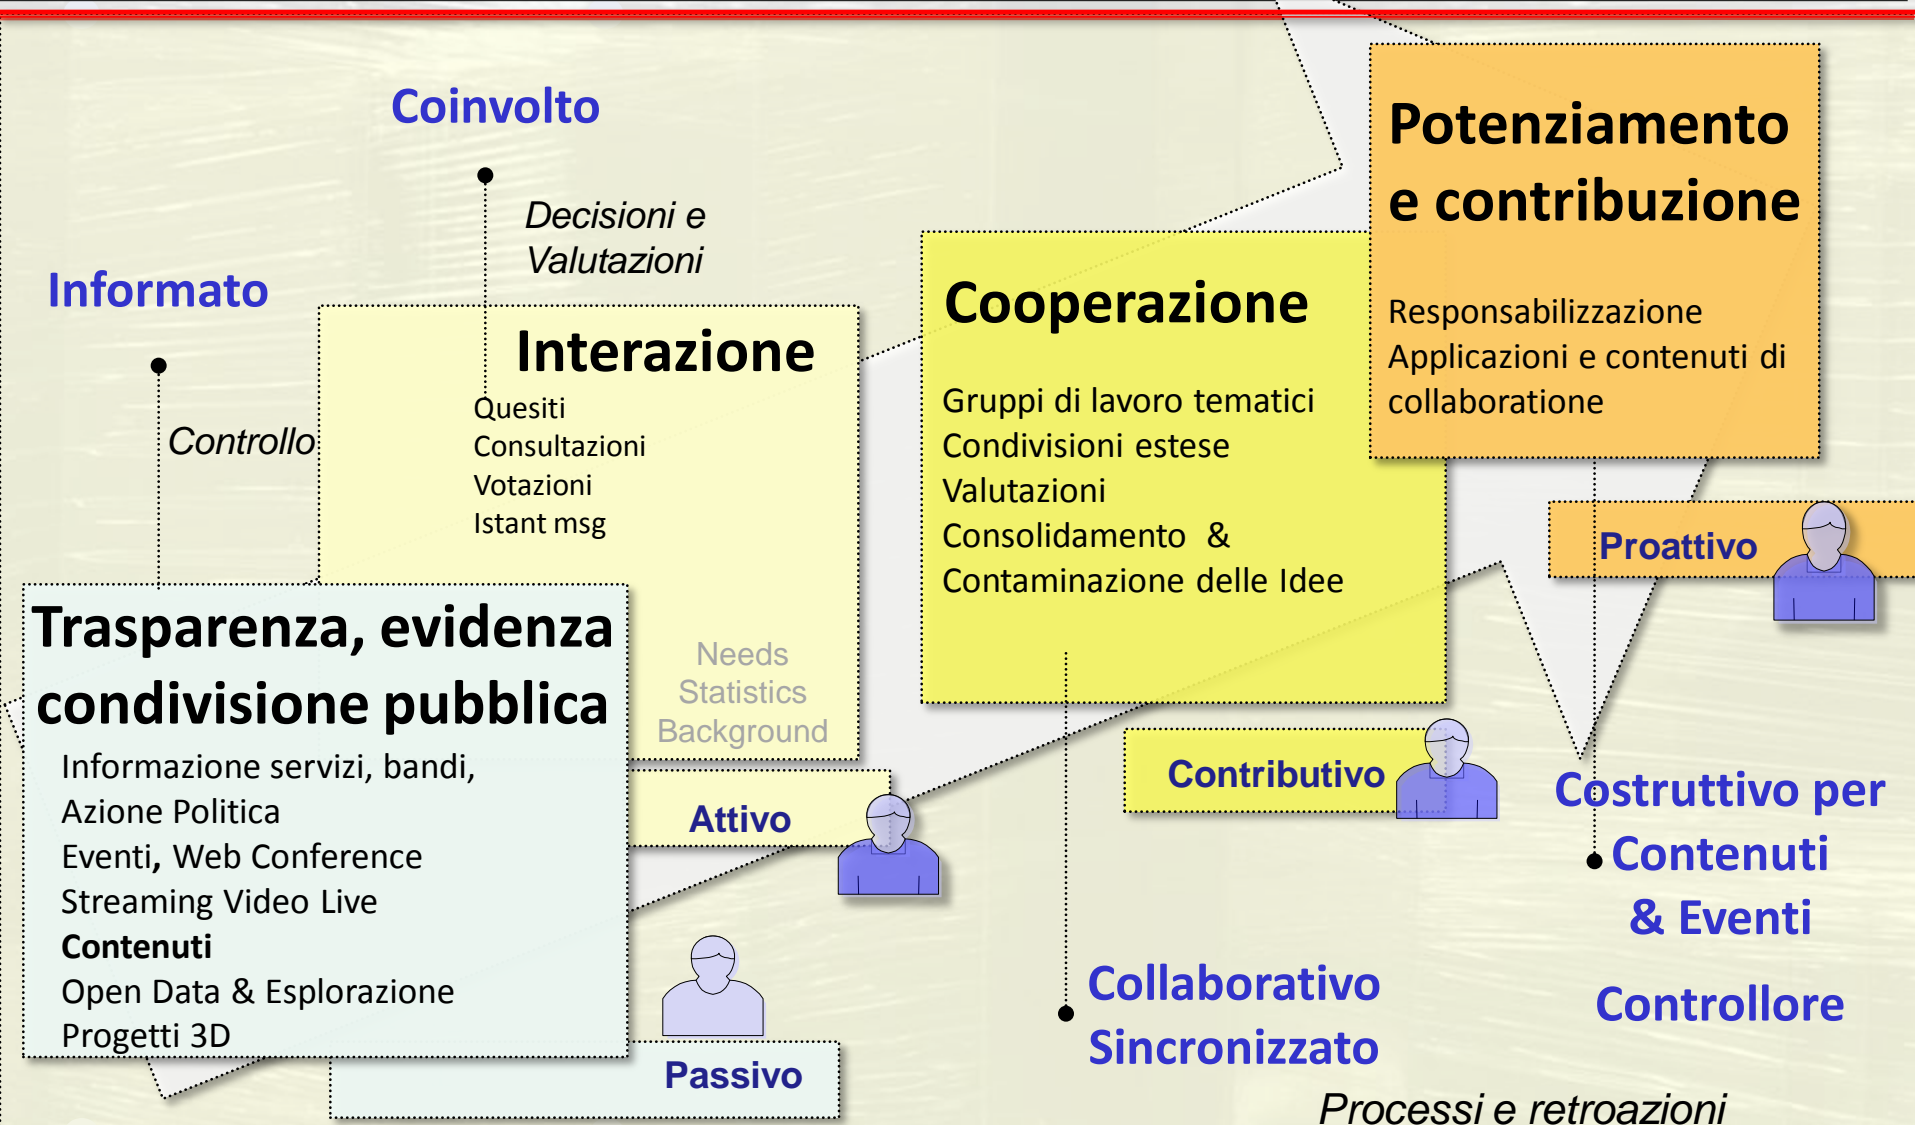 Coinvolto
Decisioni e
Valutazioni
Informato
Controllo
Interazione
Quesiti
Consultazioni
Votazioni
Istant msg
Needs
Statistics
Background
Attivo
Trasparenza, evidenza
condivisione pubblica
Informazione servizi, bandi,
Azione Politica
Eventi, Web Conference
Streaming Video Live
Contenuti
Open Data & Esplorazione
Progetti 3D
Passivo
Cooperazione
Gruppi di lavoro tematici
Condivisioni estese
Valutazioni
Consolidamento &
Contaminazione delle Idee
Contributivo
Collaborativo
Sincronizzato
Potenziamento
e contribuzione
Responsabilizzazione
Applicazioni e contenuti di
collaboratione
Proattivo
Costruttivo per
Contenuti
& Eventi
Controllore
Processi e retroazioni